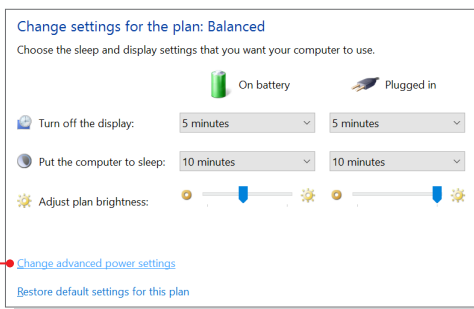 Change settings for the plan: Balanced
Choose the sleep and display settings that you want your computer to use.
On battery Plugged in
Turn off the display: 5 minutes 5 minutes
Put the computer to sleep: 10 minutes 10 minutes
Adjust plan brightness:
Change advanced power settings
Restore default settings for this plan